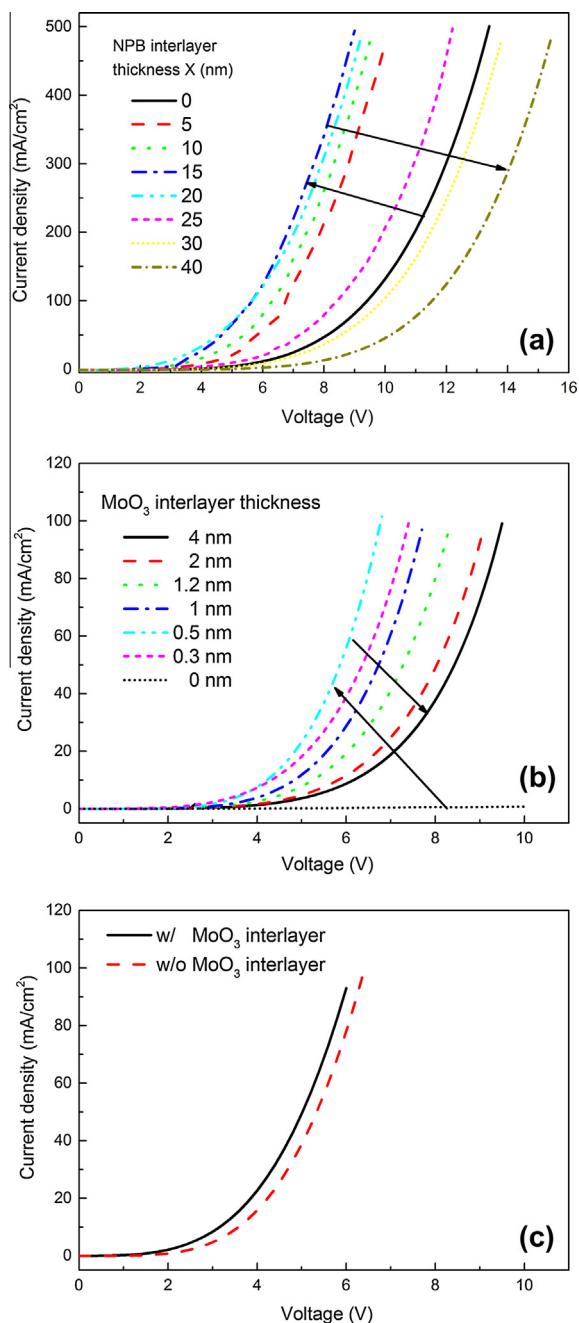 500
400
300
200
100
0
Current density (mA/cm²)
NPB interlayer
thickness X (nm)
0
5
10
15
20
25
30
40
(a)
0 2 4 6 8 10 12 14 16
Voltage (V)
120
100
80
60
40
20
0
Current density (mA/cm²)
MoO₃ interlayer thickness
4 nm
2 nm
1.2 nm
1 nm
0.5 nm
0.3 nm
0 nm
(b)
0 2 4 6 8 10
Voltage (V)
120
100
80
60
40
20
0
Current density (mA/cm²)
w/ MoO₃ interlayer
w/o MoO₃ interlayer
(c)
0 2 4 6 8 10
Voltage (V)